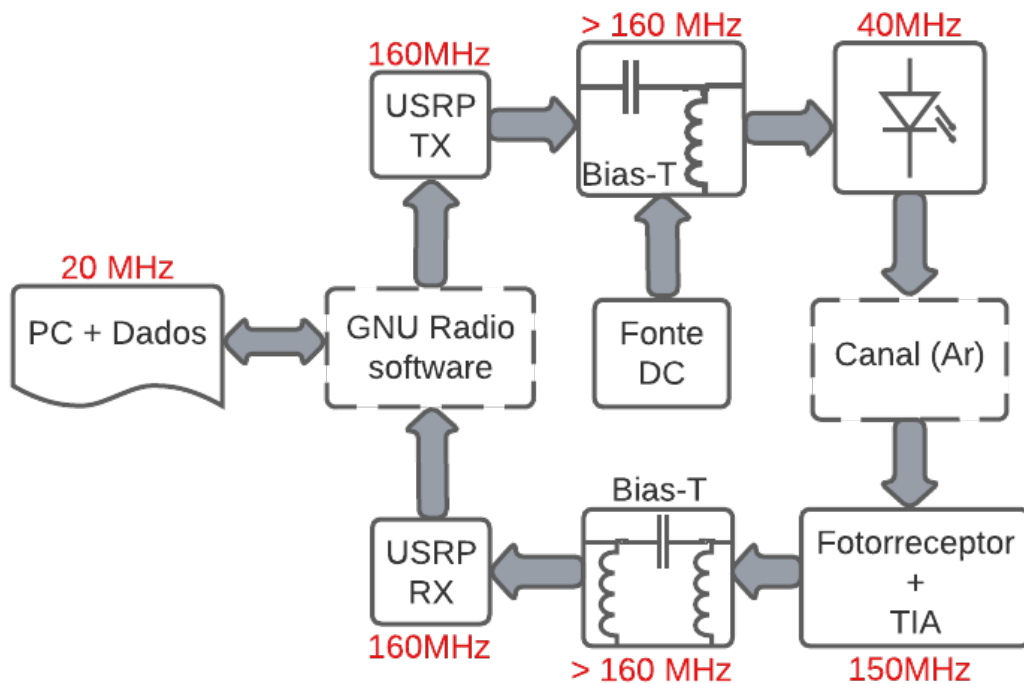 160MHz
USRP
TX
> 160 MHz
Bias-T
40MHz
20 MHz
PC + Dados
GNU Radio
software
Fonte
DC
Canal (Ar)
USRP
RX
160MHz
Bias-T
> 160 MHz
Fotorreceptor
+
TIA
150MHz